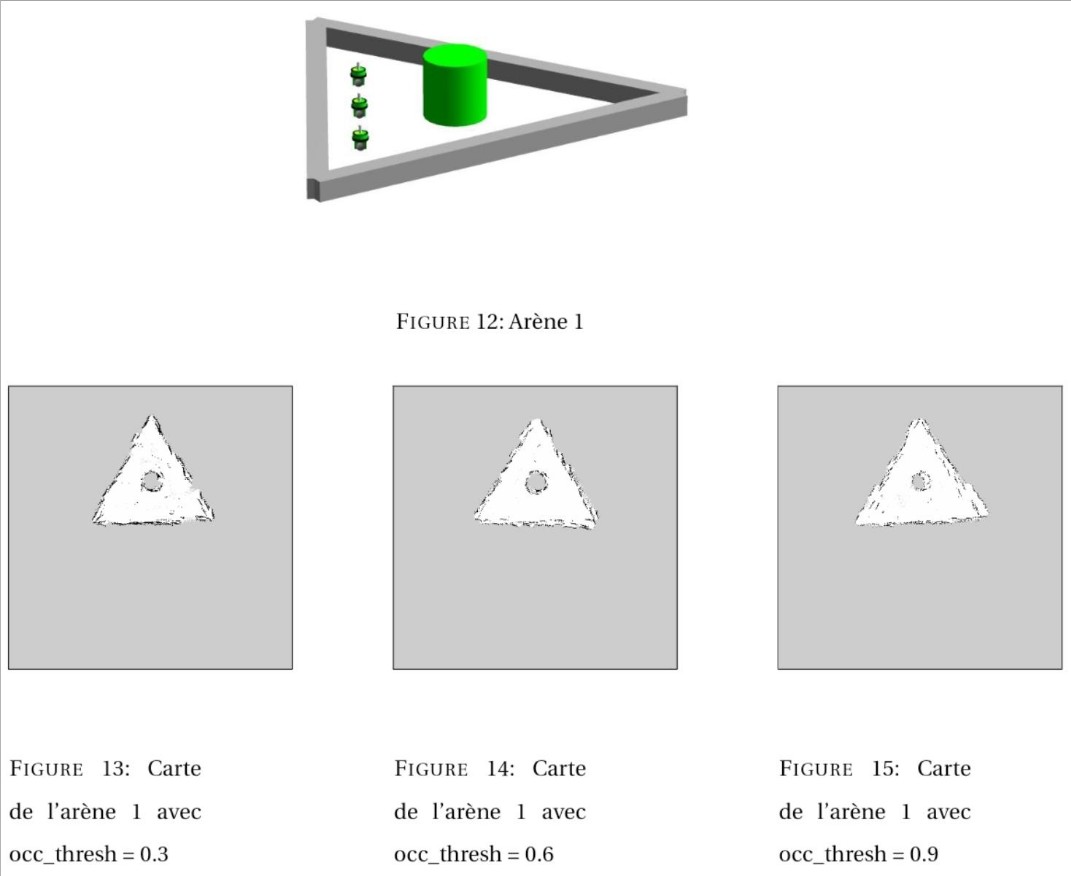 FIGURE 12: Arène 1
FIGURE 13: Carte
de l'arène 1 avec
occ_thresh = 0.3
FIGURE 14: Carte
de l'arène 1 avec
occ_thresh = 0.6
FIGURE 15: Carte
de l'arène 1 avec
occ_thresh = 0.9